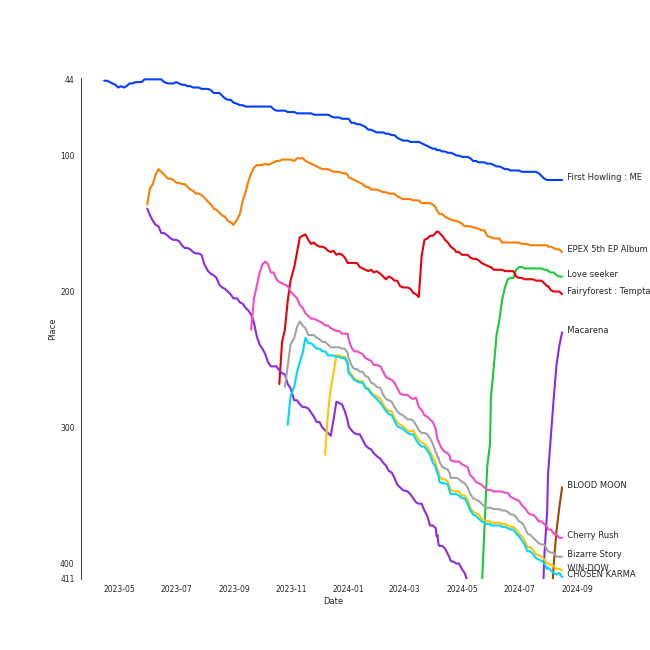 44
100
200
300
400
411
Place
2023-05
2023-07
2023-09
2023-11
2024-01
2024-03
2024-05
2024-07
2024-09
Date
First Howling : ME
EPEX 5th EP Album
Love seeker
Fairyforest : Tempta
Macarena
BLOOD MOON
Cherry Rush
Bizarre Story
WIN-DOW
CHOSEN KARMA